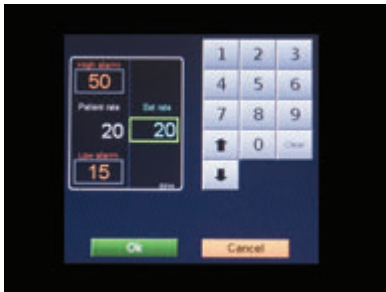 High alarm
50
Patient rate
Set rate
20
20
Low alarm
15
1 2 3
4 5 6
7 8 9
0 Clear
Ok
Cancel